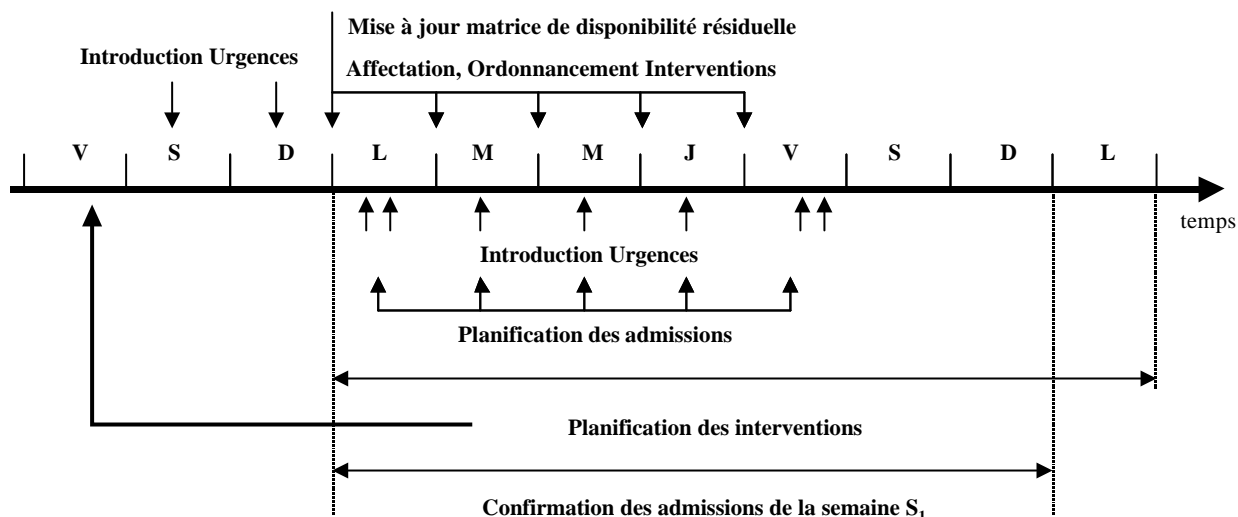 Mise à jour matrice de disponibilité résiduelle
Introduction Urgences
Affectation, Ordonnancement Interventions
V S D L M M J V S D L
temps
Introduction Urgences
Planification des admissions
Planification des interventions
Confirmation des admissions de la semaine S₁